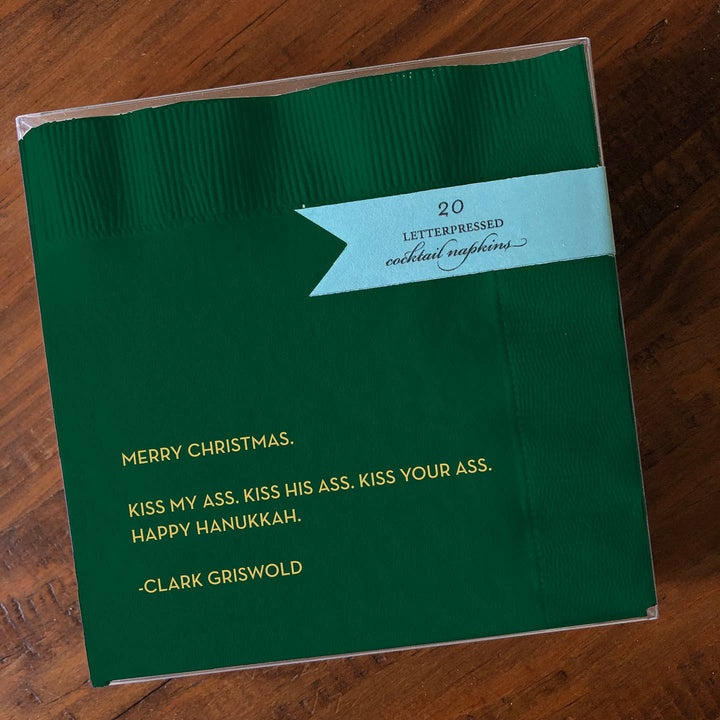 20
LETTERPRESSED
cocktail napkins
MERRY CHRISTMAS.
KISS MY ASS. KISS HIS ASS. KISS YOUR ASS.
HAPPY HANUKKAH.
-CLARK GRISWOLD